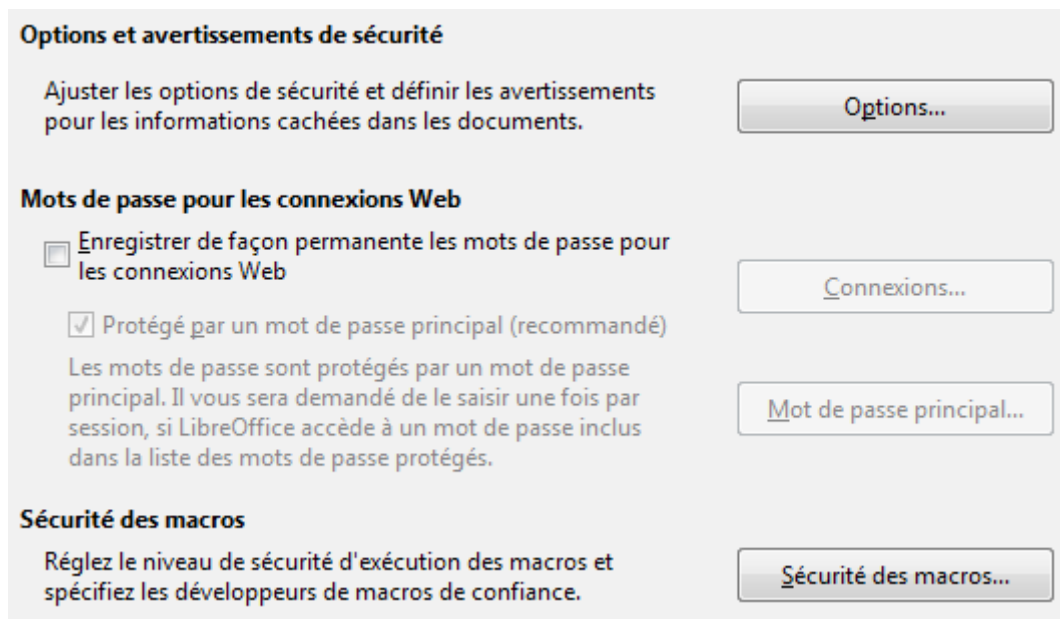 Options et avertissements de sécurité
Ajuster les options de sécurité et définir les avertissements
pour les informations cachées dans les documents.
Options...
Mots de passe pour les connexions Web
Enregistrer de façon permanente les mots de passe pour
les connexions Web
Connexions...
Protégé par un mot de passe principal (recommandé)
Les mots de passe sont protégés par un mot de passe
principal. Il vous sera demandé de le saisir une fois par
session, si LibreOffice accède à un mot de passe inclus
dans la liste des mots de passe protégés.
Mot de passe principal...
Sécurité des macros
Réglez le niveau de sécurité d'exécution des macros et
spécifiez les développeurs de macros de confiance.
Sécurité des macros...